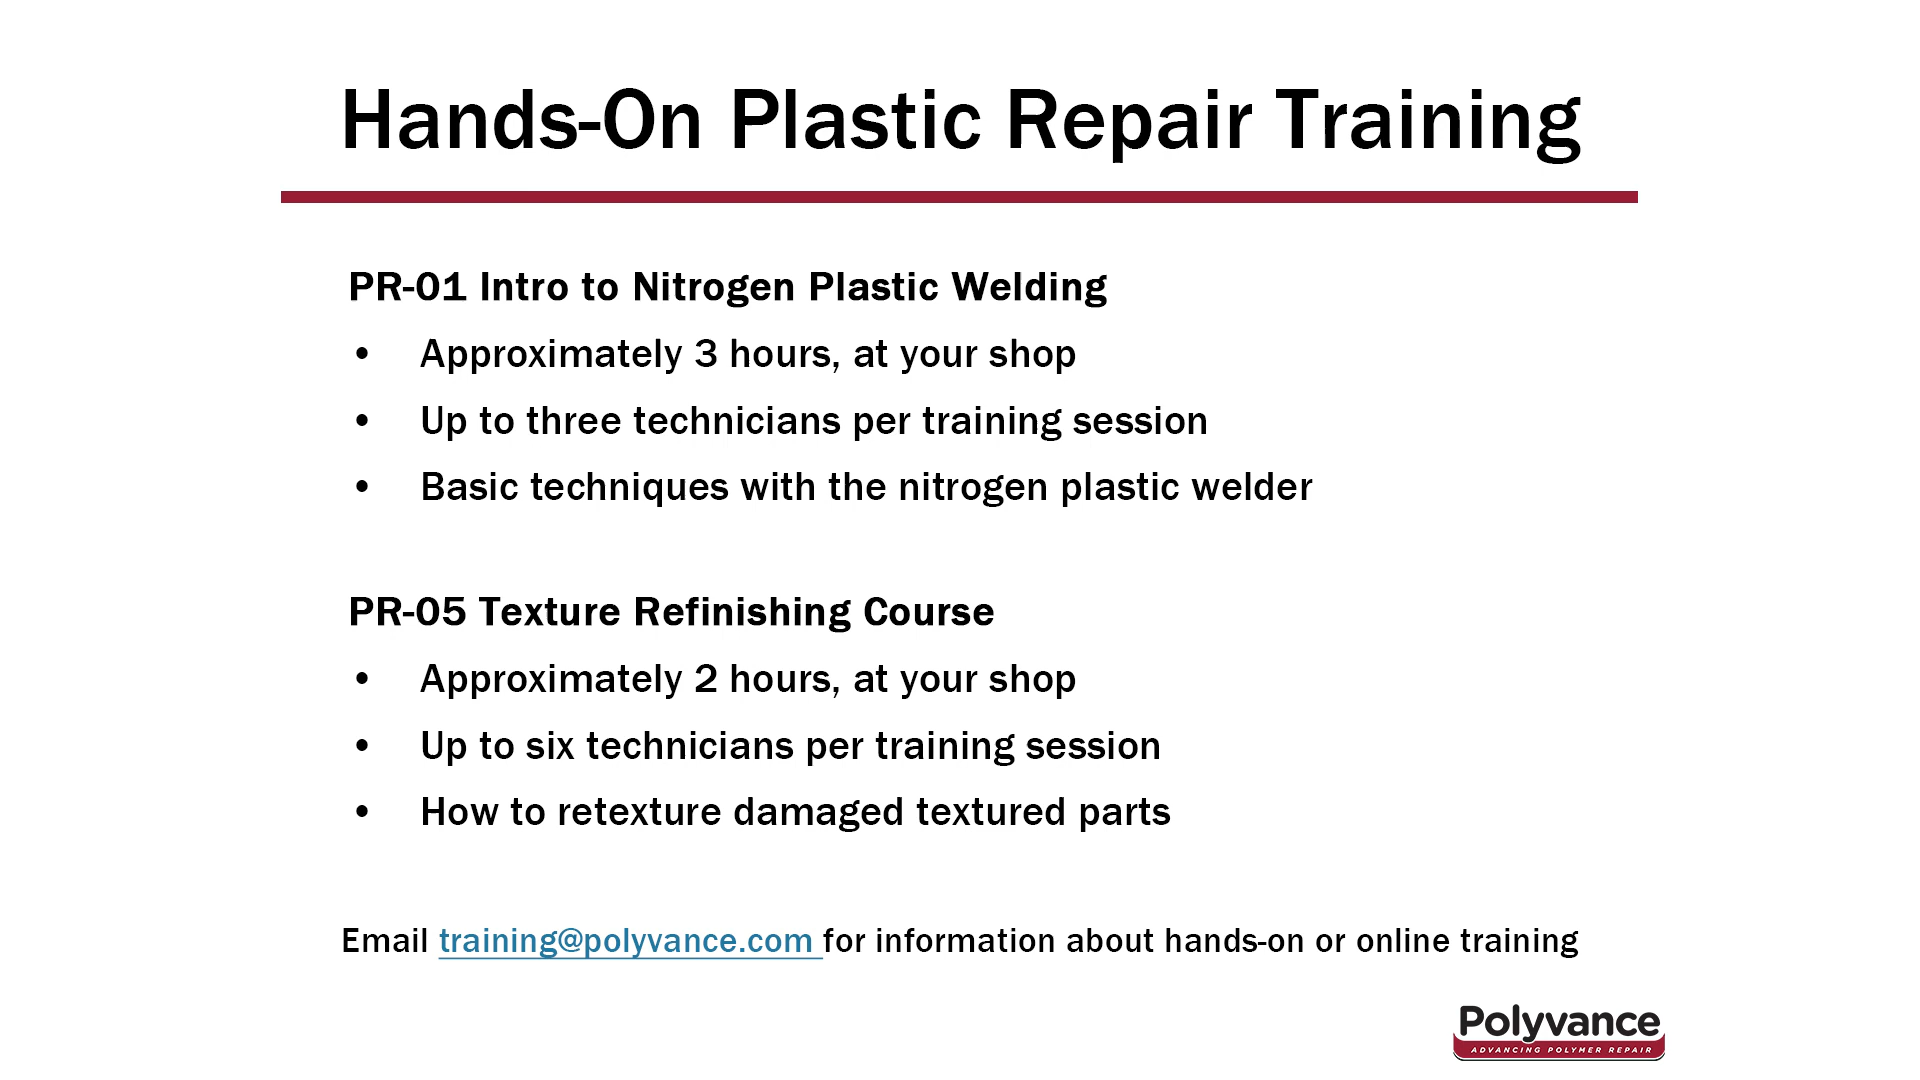 Hands-On Plastic Repair Training
PR-01 Intro to Nitrogen Plastic Welding
• Approximately 3 hours, at your shop
• Up to three technicians per training session
• Basic techniques with the nitrogen plastic welder
PR-05 Texture Refinishing Course
• Approximately 2 hours, at your shop
• Up to six technicians per training session
• How to retexture damaged textured parts
Email training@polyvance.com for information about hands-on or online training
Polyvance
ADVANCING POLYMER REPAIR